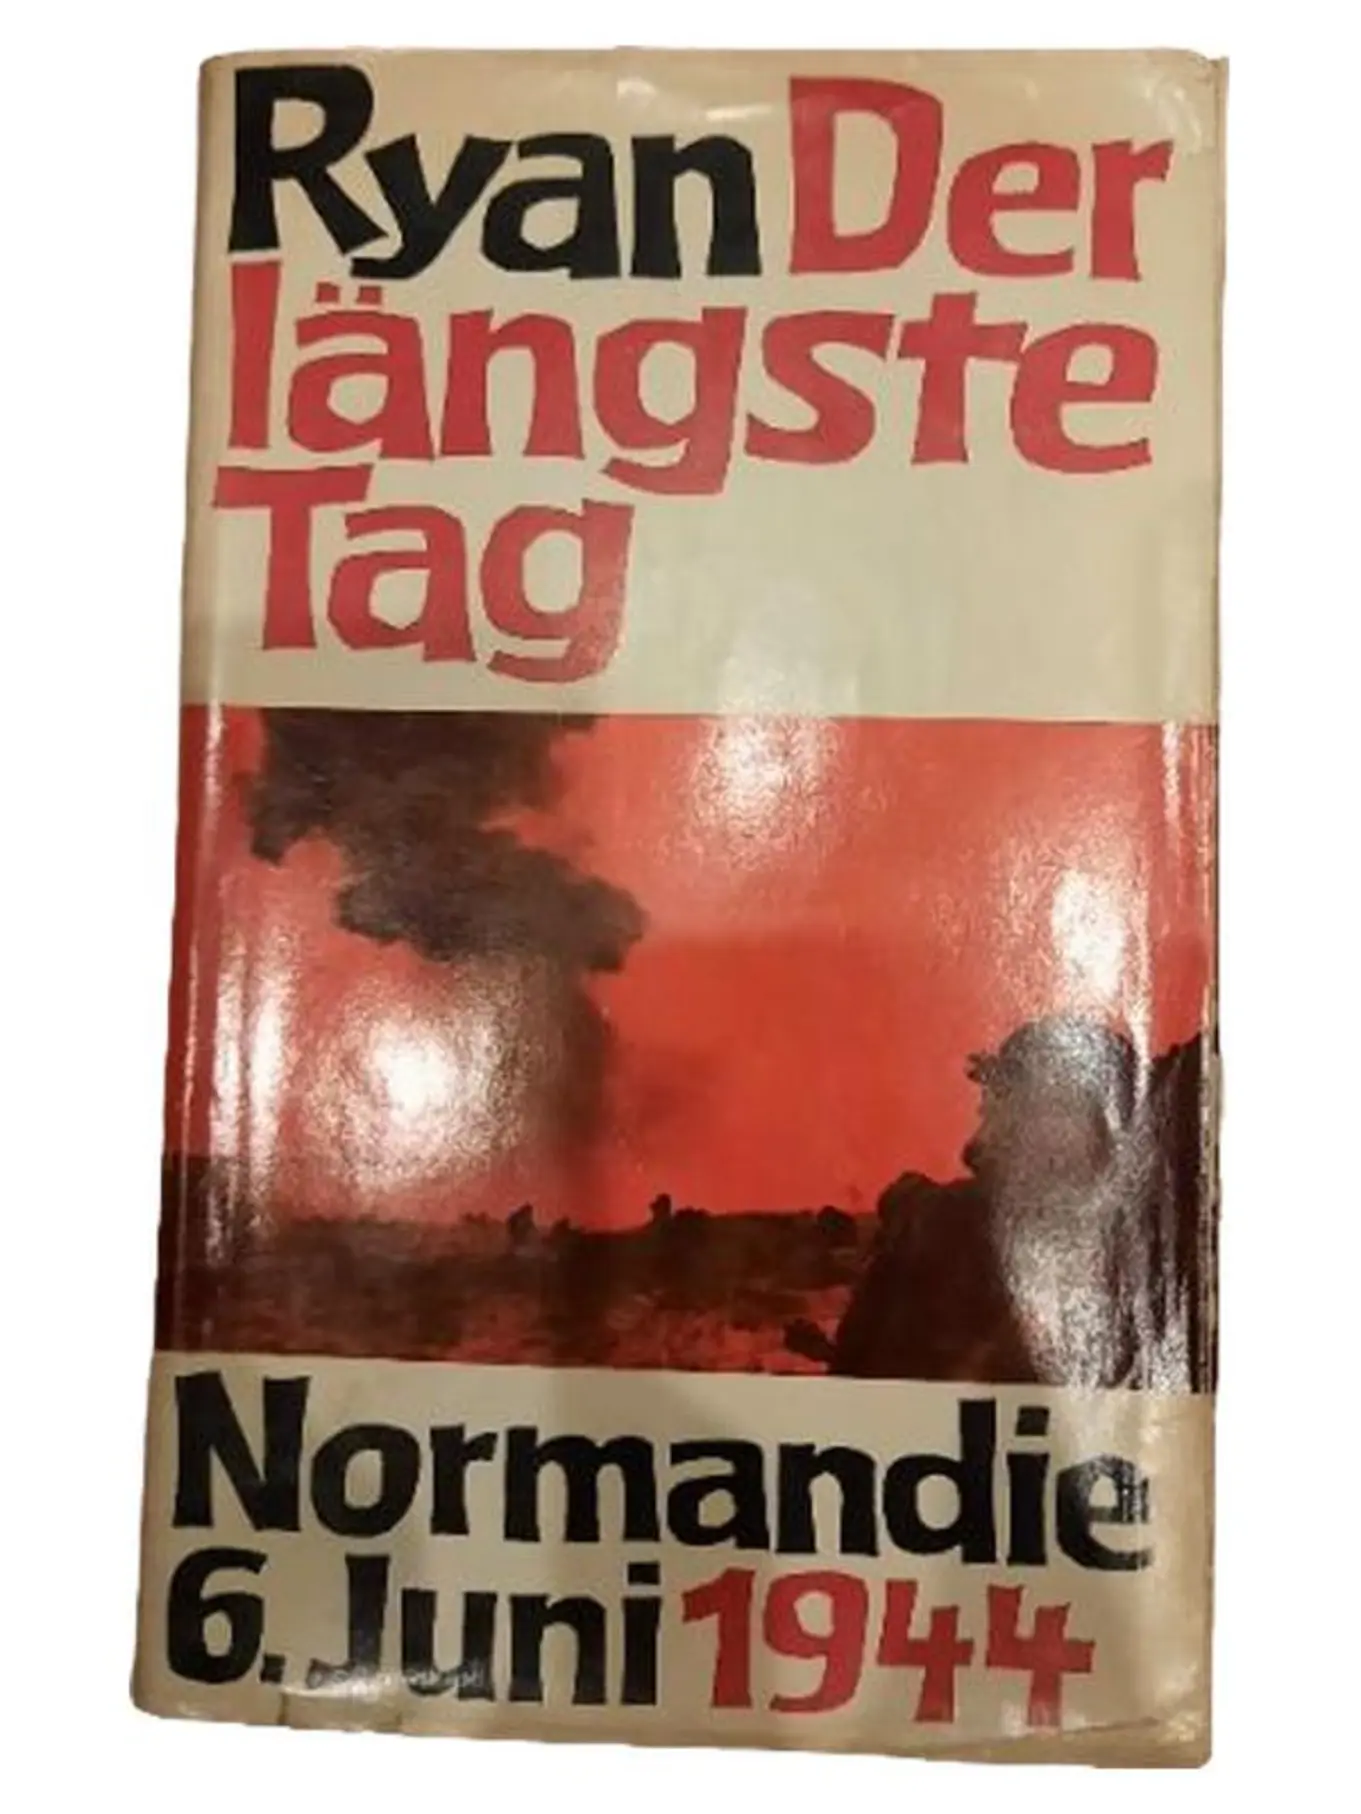 Ryan Der
längste
Tag
Normandie
6. Juni 1944